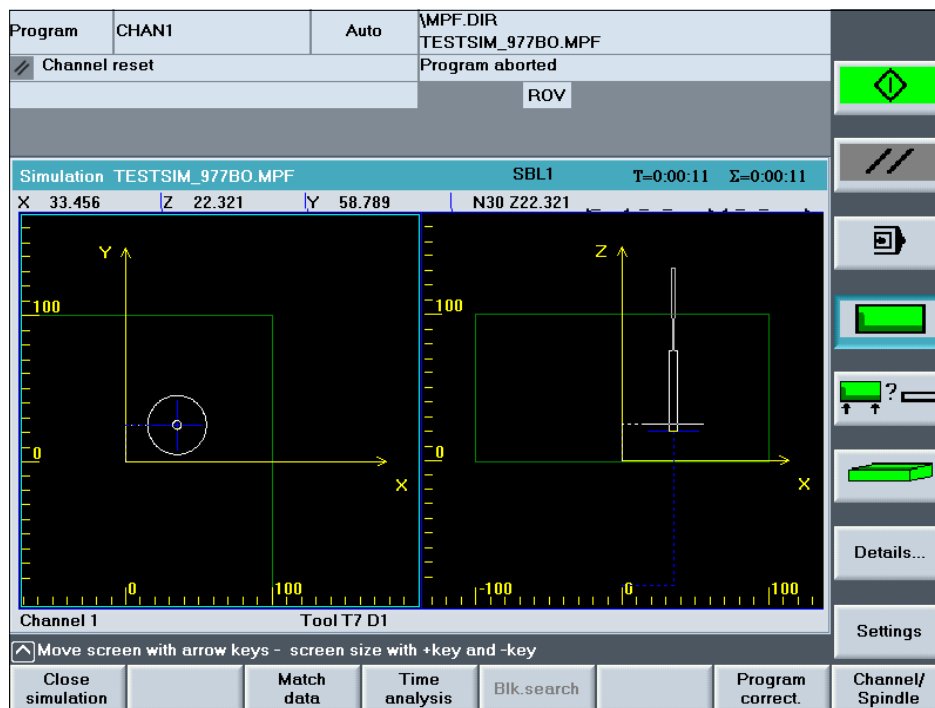 Program CHAN1 Auto \MPF.DIR
TESTSIM_977BO.MPF
Channel reset Program aborted
ROV
Simulation TESTSIM_977BO.MPF SBL1 T=0:00:11 Σ=0:00:11
X 33.456 Z 22.321 Y 58.789 N30 Z22.321
Y Z
100 100
0 0
X X
0 100 -100 0 100
Channel 1 Tool T7 D1
Move screen with arrow keys - screen size with +key and -key
?
Details...
Settings
Close simulation
Match data
Time analysis
Blk.search
Program correct.
Channel/ Spindle